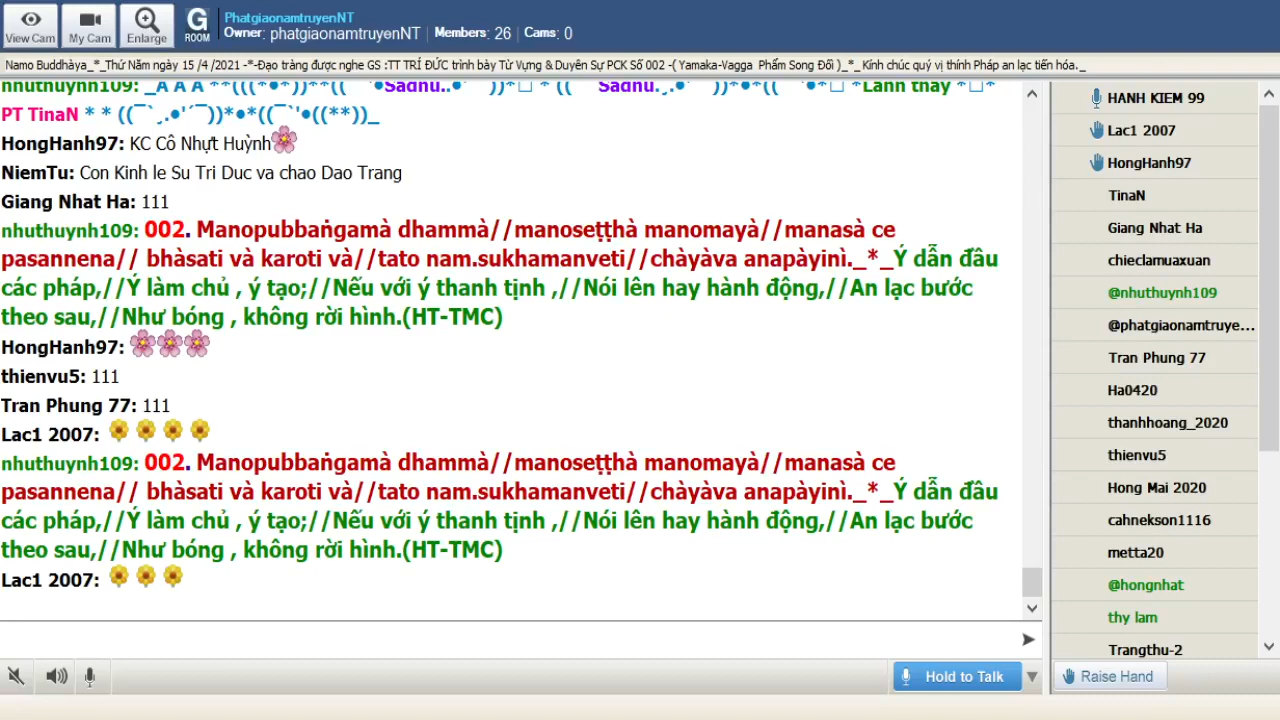 PhatgiaonamtruyenNT
Owner: phatgiaonamtruyenNT | Members: 26 | Cams: 0
View Cam
My Cam
Enlarge
G
ROOM
Namo Buddhàya_*_Thứ Năm ngày 15 /4 /2021 -*-Đạo tràng được nghe GS :TT TRÍ ĐỨC trình bày Từ Vựng & Duyên Sự PCK Số 002 -( Yamaka-Vagga Phẩm Song Đối )_*_ Kính chúc quý vị thính Pháp an lạc tiến hóa._
PT TinaN * * ((¯`¸.●'´¯))*●*((¯`'●((**))_
HongHanh97: KC Cô Nhựt Huỳnh🌸
NiemTu: Con Kinh le Su Tri Duc va chao Dao Trang
Giang Nhat Ha: 111
nhuthuynh109: 002. Manopubbaṅgamà dhammà//manoseṭṭhà manomayà//manasà ce
pasannena// bhàsati và karoti và//tato nam.sukhamanveti//chàyàva anapàyinì._*_Ý dẫn đầu
các pháp,//Ý làm chủ , ý tạo;//Nếu với ý thanh tịnh ,//Nói lên hay hành động,//An lạc bước
theo sau,//Như bóng , không rời hình.(HT-TMC)
HongHanh97: 🌸🌸🌸
thienvu5: 111
Tran Phung 77: 111
Lac1 2007: 🌼🌼🌼🌼
nhuthuynh109: 002. Manopubbaṅgamà dhammà//manoseṭṭhà manomayà//manasà ce
pasannena// bhàsati và karoti và//tato nam.sukhamanveti//chàyàva anapàyinì._*_Ý dẫn đầu
các pháp,//Ý làm chủ , ý tạo;//Nếu với ý thanh tịnh ,//Nói lên hay hành động,//An lạc bước
theo sau,//Như bóng , không rời hình.(HT-TMC)
Lac1 2007: 🌼🌼🌼
HANH KIEM 99
Lac1 2007
HongHanh97
TinaN
Giang Nhat Ha
chieclamuaxuan
@nhuthuynh109
@phatgiaonamtruye...
Tran Phung 77
Ha0420
thanhhoang_2020
thienvu5
Hong Mai 2020
cahnekson1116
metta20
@hongnhat
thy lam
Trangthu-2
Hold to Talk
Raise Hand